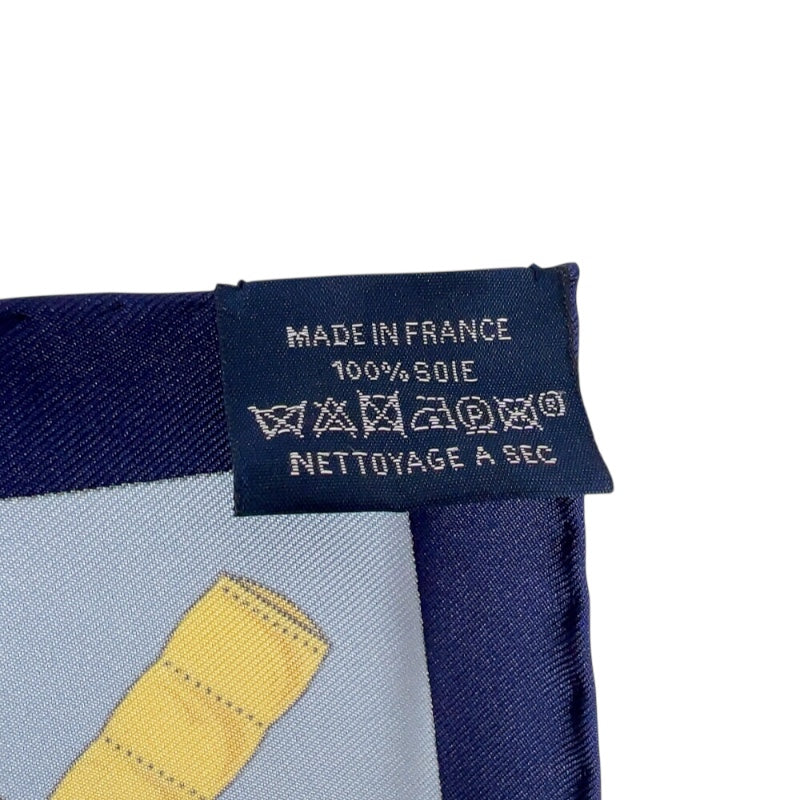 MADE IN FRANCE
100% SOIE
P ®
NETTOYAGE A SEC